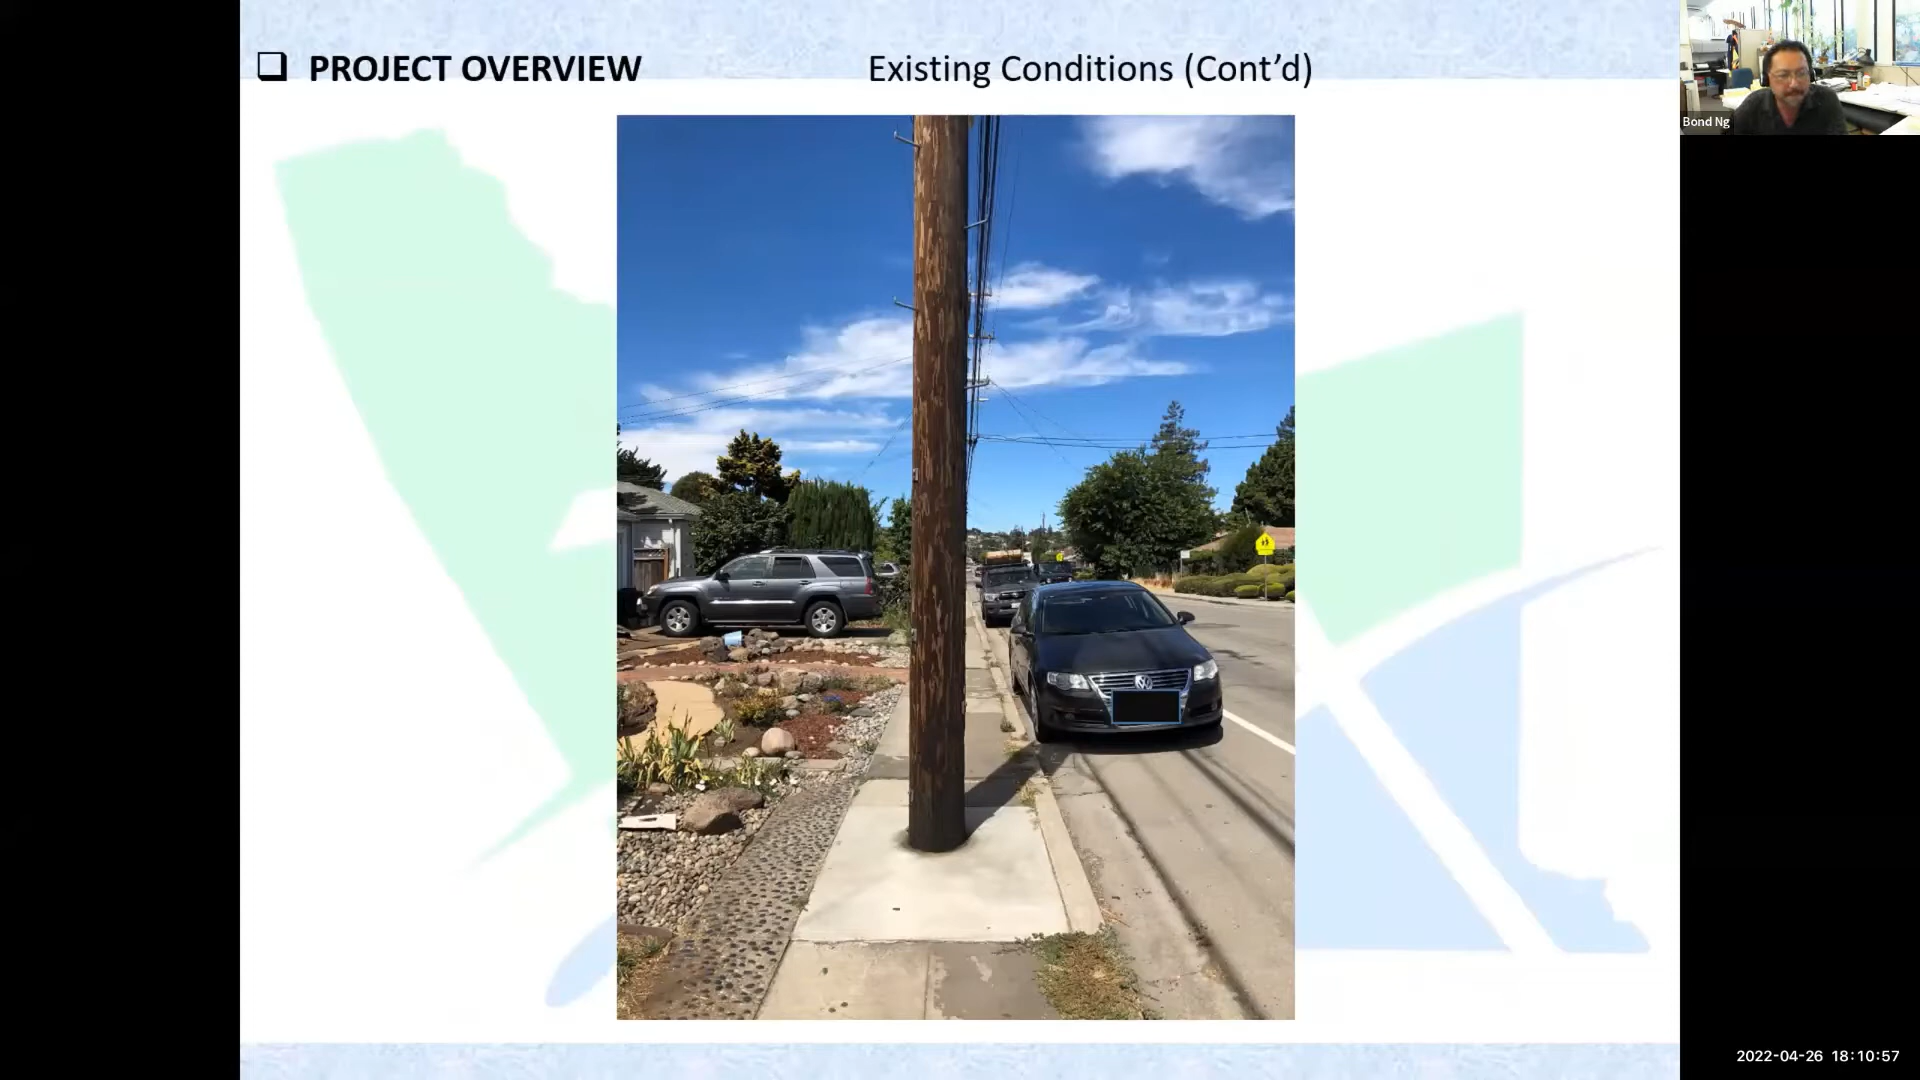 ❑ PROJECT OVERVIEW
Existing Conditions (Cont’d)
Bond Ng
2022-04-26 18:10:57